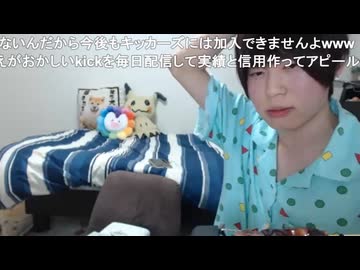 ないんだから今後もキッカーズには加入できませんよwww
えがおかしいkickを毎日配信して実績と信用作ってアピール